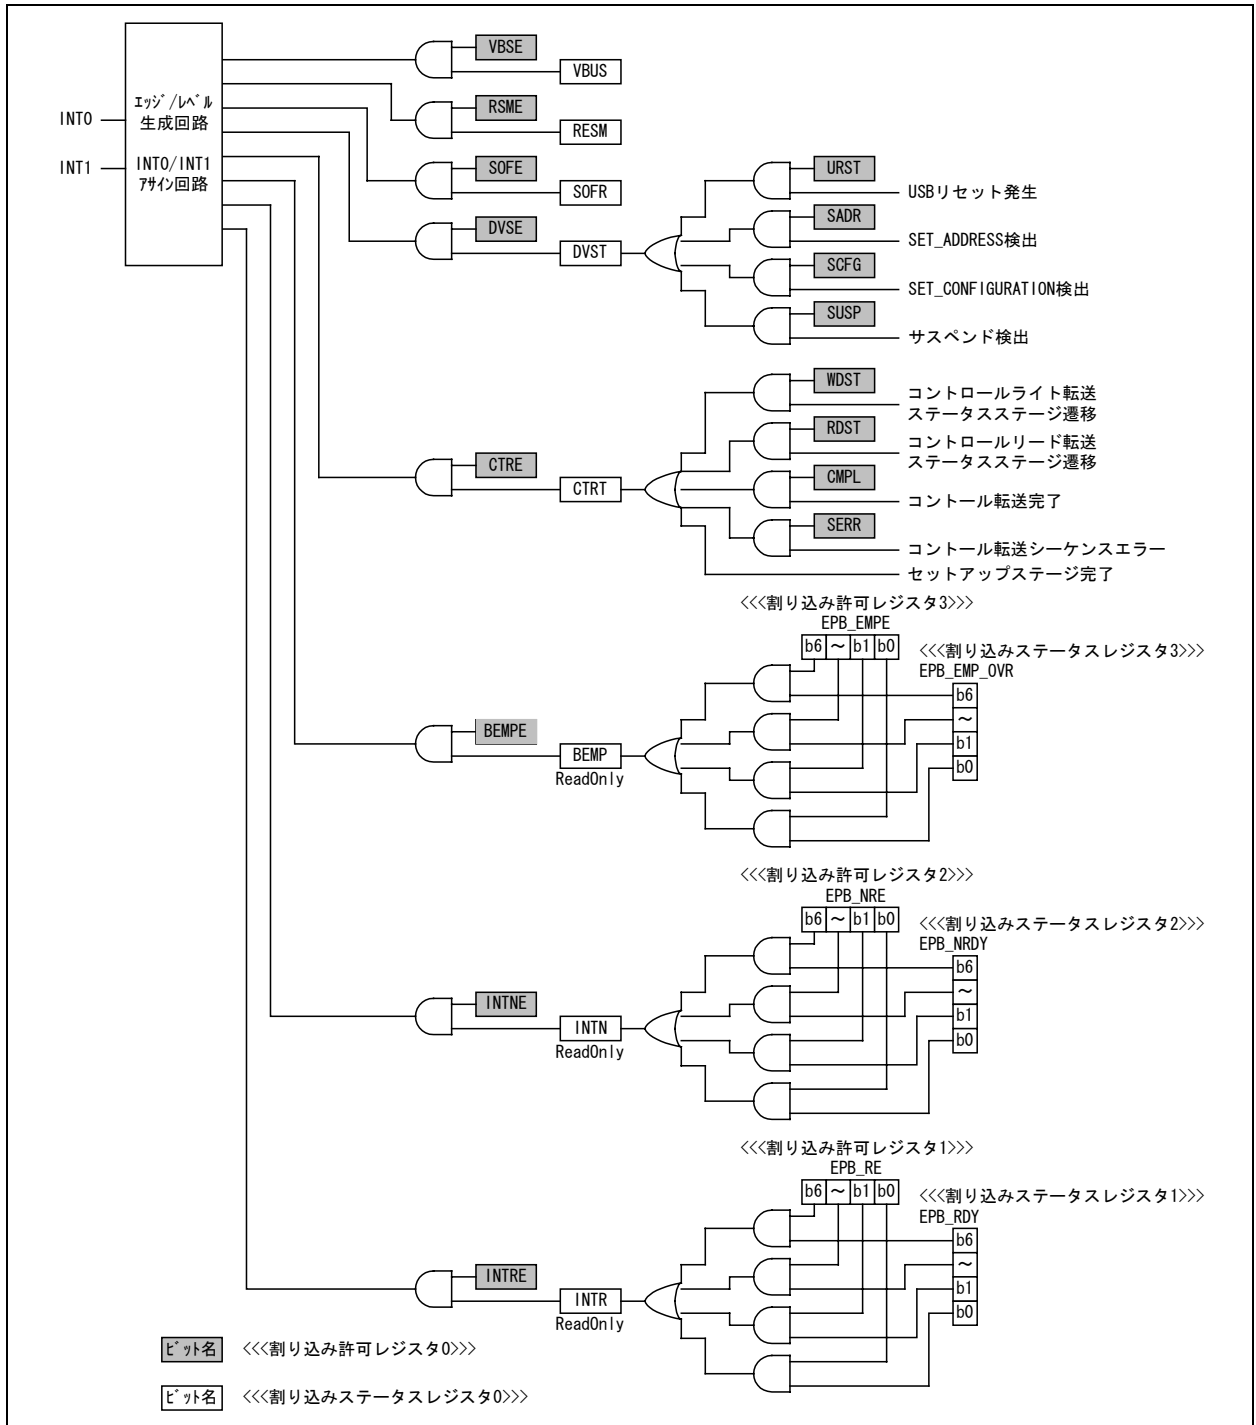 VBSE
VBUS
エッジ/レベル
生成回路
INT0/INT1
アサイン回路
INT0
INT1
RSME
RESM
SOFE
SOFR
DVSE
DVST
URST
USBリセット発生
SADR
SET_ADDRESS検出
SCFG
SET_CONFIGURATION検出
SUSP
サスペンド検出
WDST
コントロールライト転送
ステータスステージ遷移
RDST
コントロールリード転送
ステータスステージ遷移
CTRE
CTRT
CMPL
コントール転送完了
SERR
コントール転送シーケンスエラー
セットアップステージ完了
<<<割り込み許可レジスタ3>>>
EPB_EMPE
b6 ～ b1 b0
<<<割り込みステータスレジスタ3>>>
EPB_EMP_OVR
b6
～
b1
b0
BEMPE
BEMP
ReadOnly
<<<割り込み許可レジスタ2>>>
EPB_NRE
b6 ～ b1 b0
<<<割り込みステータスレジスタ2>>>
EPB_NRDY
b6
～
b1
b0
INTNE
INTN
ReadOnly
<<<割り込み許可レジスタ1>>>
EPB_RE
b6 ～ b1 b0
<<<割り込みステータスレジスタ1>>>
EPB_RDY
b6
～
b1
b0
INTRE
INTR
ReadOnly
ビット名 <<<割り込み許可レジスタ0>>>
ビット名 <<<割り込みステータスレジスタ0>>>